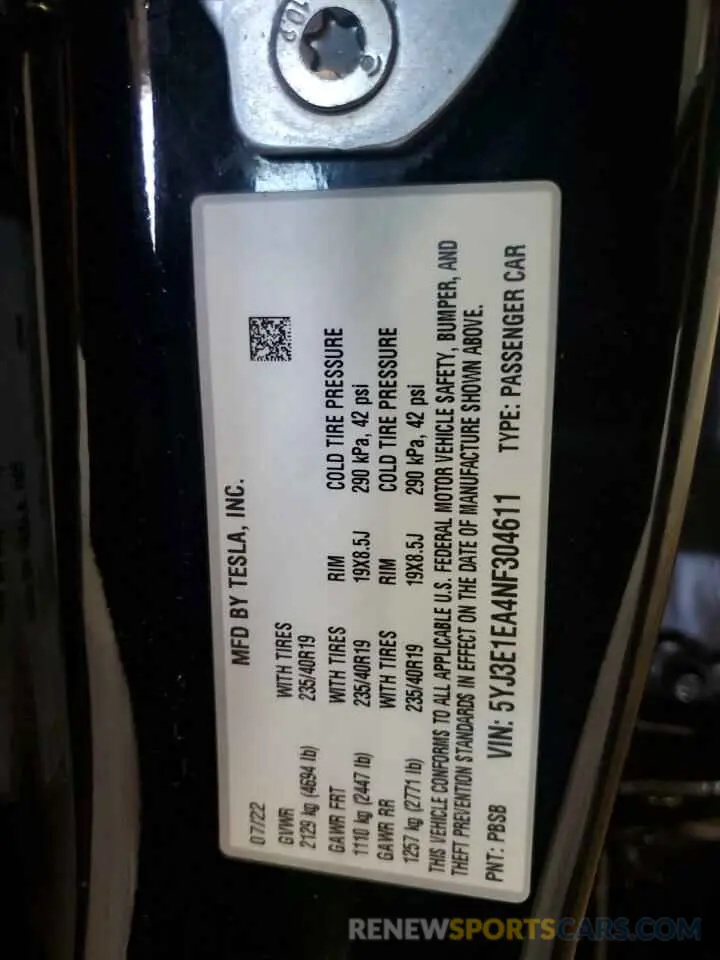 10.9
MFD BY TESLA, INC.
07/22
GVWR WITH TIRES
2129 kg (4694 lb) 235/40R19
GAWR FRT WITH TIRES RIM COLD TIRE PRESSURE
1110 kg (2447 lb) 235/40R19 19X8.5J 290 kPa, 42 psi
GAWR RR WITH TIRES RIM COLD TIRE PRESSURE
1257 kg (2771 lb) 235/40R19 19X8.5J 290 kPa, 42 psi
THIS VEHICLE CONFORMS TO ALL APPLICABLE U.S. FEDERAL MOTOR VEHICLE SAFETY, BUMPER, AND
THEFT PREVENTION STANDARDS IN EFFECT ON THE DATE OF MANUFACTURE SHOWN ABOVE.
PNT: PBSB VIN: 5YJ3E1EA4NF304611 TYPE: PASSENGER CAR
RENEWSPORTSCARS.COM